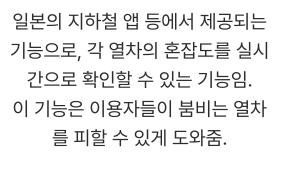 일본의 지하철 앱 등에서 제공되는
기능으로, 각 열차의 혼잡도를 실시
간으로 확인할 수 있는 기능임.
이 기능은 이용자들이 붐비는 열차
를 피할 수 있게 도와줌.